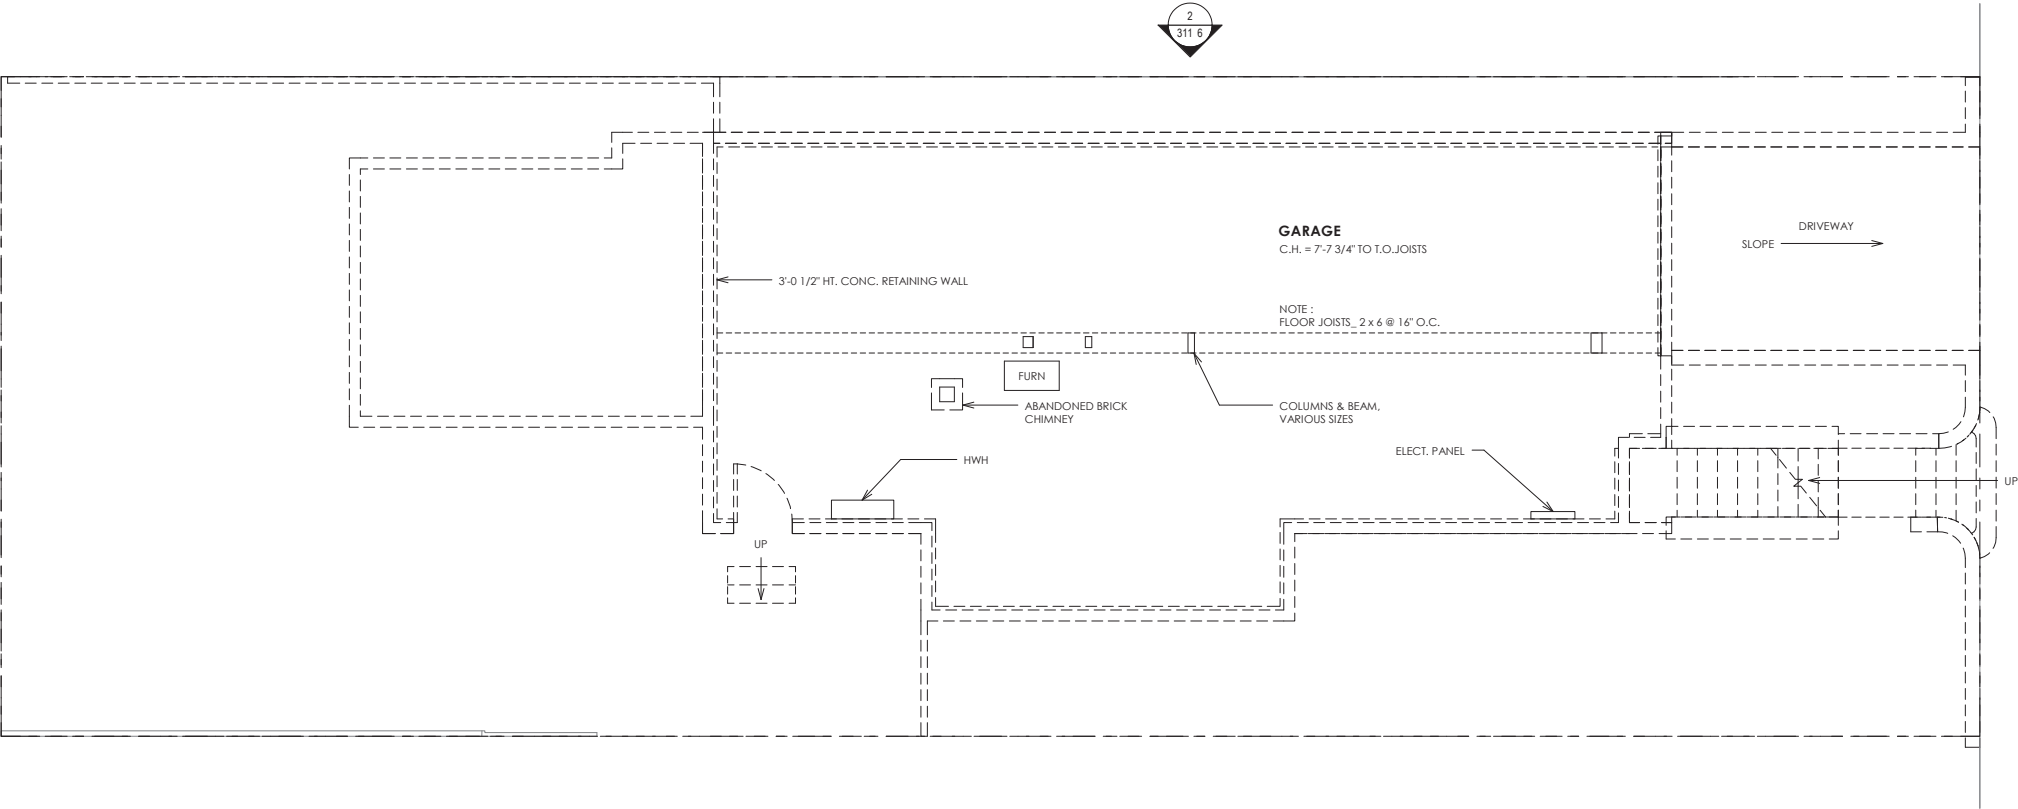 2
311 6
GARAGE
C.H. = 7'-7 3/4" TO T.O.JOISTS
DRIVEWAY
SLOPE
3'-0 1/2" HT. CONC. RETAINING WALL
NOTE :
FLOOR JOISTS_ 2 x 6 @ 16" O.C.
FURN
ABANDONED BRICK
CHIMNEY
COLUMNS & BEAM,
VARIOUS SIZES
HWH
ELECT. PANEL
UP
UP